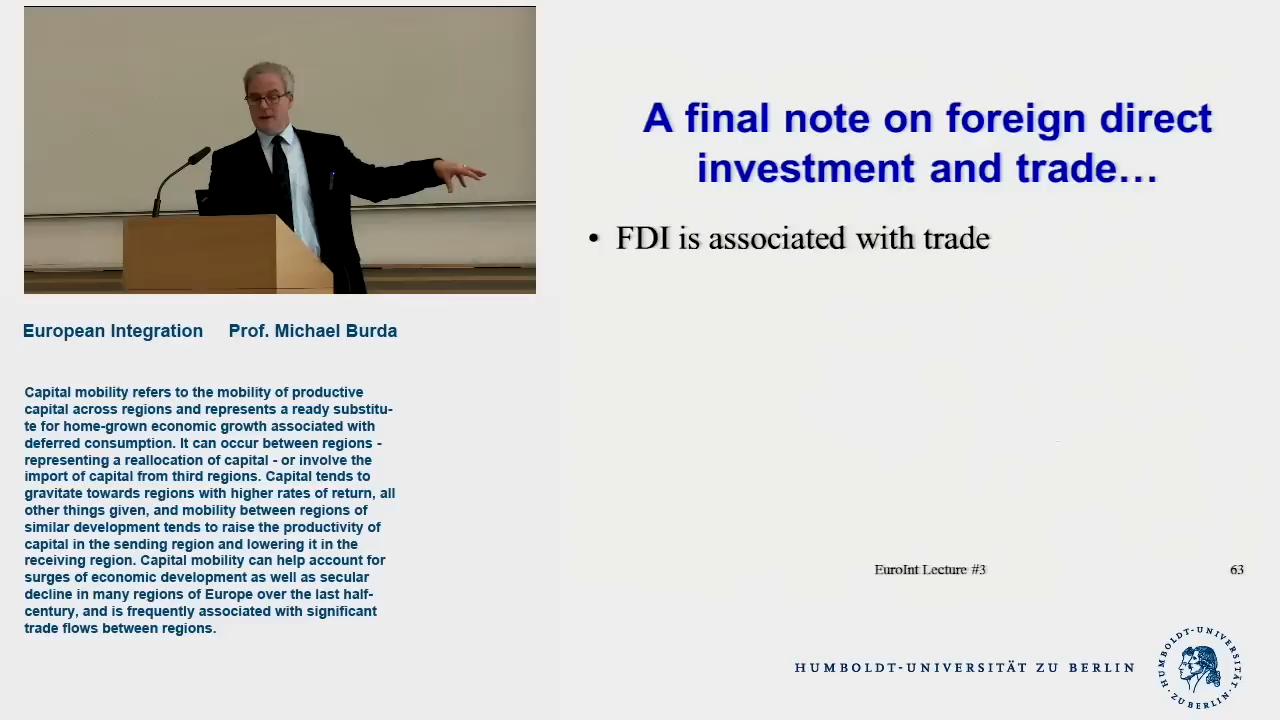 A final note on foreign direct
investment and trade…
• FDI is associated with trade
European Integration Prof. Michael Burda
Capital mobility refers to the mobility of productive
capital across regions and represents a ready substitu-
te for home-grown economic growth associated with
deferred consumption. It can occur between regions -
representing a reallocation of capital - or involve the
import of capital from third regions. Capital tends to
gravitate towards regions with higher rates of return, all
other things given, and mobility between regions of
similar development tends to raise the productivity of
capital in the sending region and lowering it in the
receiving region. Capital mobility can help account for
surges of economic development as well as secular
decline in many regions of Europe over the last half-
century, and is frequently associated with significant
trade flows between regions.
EuroInt Lecture #3 63
HUMBOLDT-UNIVERSITÄT ZU BERLIN
HUMBOLDT-UNIVERSITÄT
·ZU BERLIN·